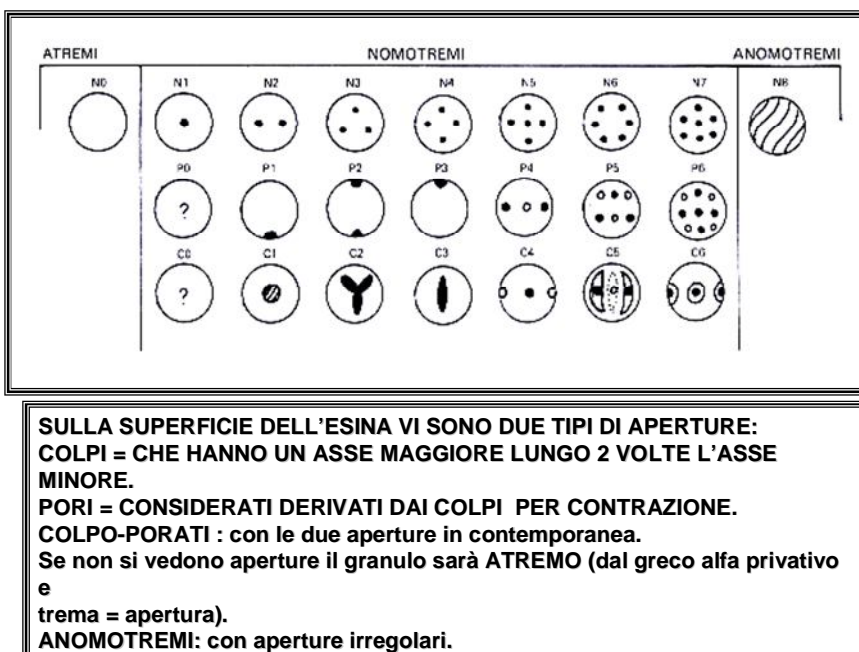 ATREMI NOMOTREMI ANOMOTREMI
N0 N1 N2 N3 N4 N5 N6 N7 N8
P0 P1 P2 P3 P4 P5 P6
?
C0 C1 C2 C3 C4 C5 C6
?
SULLA SUPERFICIE DELL'ESINA VI SONO DUE TIPI DI APERTURE:
COLPI = CHE HANNO UN ASSE MAGGIORE LUNGO 2 VOLTE L'ASSE
MINORE.
PORI = CONSIDERATI DERIVATI DAI COLPI PER CONTRAZIONE.
COLPO-PORATI : con le due aperture in contemporanea.
Se non si vedono aperture il granulo sarà ATREMO (dal greco alfa privativo
e
trema = apertura).
ANOMOTREMI: con aperture irregolari.